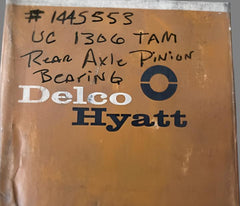 #1445553
UC 1306 TAM
REAR AXLE PINION
BEARING
Delco
Hyatt